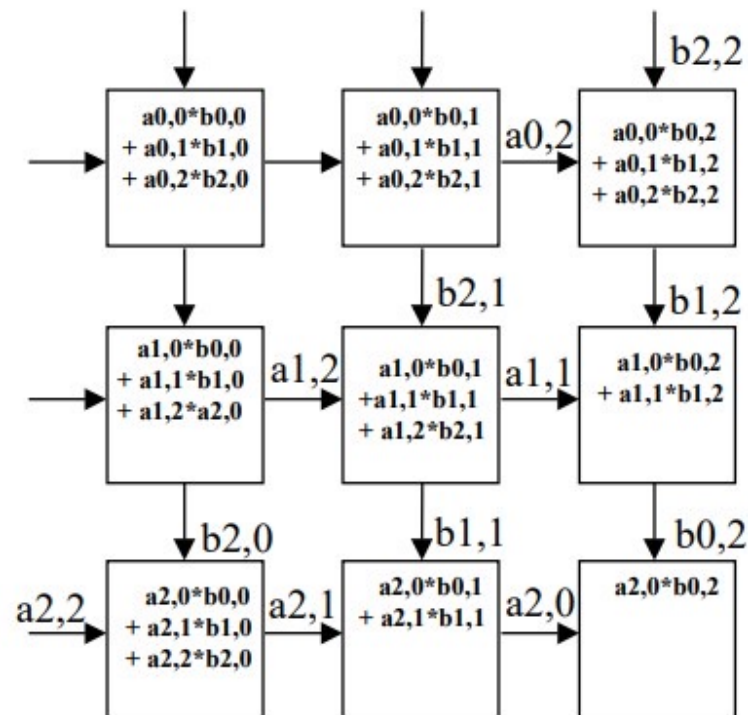 b2,2
a0,0*b0,0
+ a0,1*b1,0
+ a0,2*b2,0
a0,0*b0,1
+ a0,1*b1,1
+ a0,2*b2,1
a0,2
a0,0*b0,2
+ a0,1*b1,2
+ a0,2*b2,2
b2,1
b1,2
a1,0*b0,0
+ a1,1*b1,0
+ a1,2*a2,0
a1,2
a1,0*b0,1
+a1,1*b1,1
+ a1,2*b2,1
a1,1
a1,0*b0,2
+ a1,1*b1,2
b2,0
b1,1
b0,2
a2,2
a2,0*b0,0
+ a2,1*b1,0
+ a2,2*b2,0
a2,1
a2,0*b0,1
+ a2,1*b1,1
a2,0
a2,0*b0,2